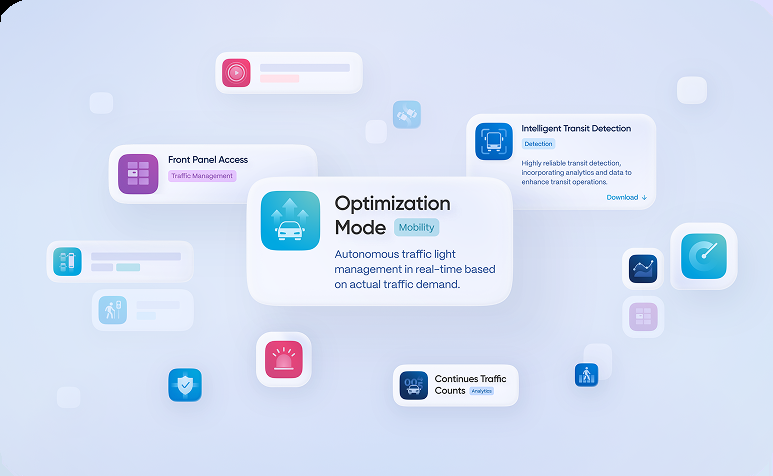 Front Panel Access
Traffic Management
Intelligent Transit Detection
Detection
Highly reliable transit detection,
incorporating analytics and data to
enhance transit operations.
Download ↓
Optimization
Mode Mobility
Autonomous traffic light
management in real-time based
on actual traffic demand.
Continues Traffic
Counts Analytics